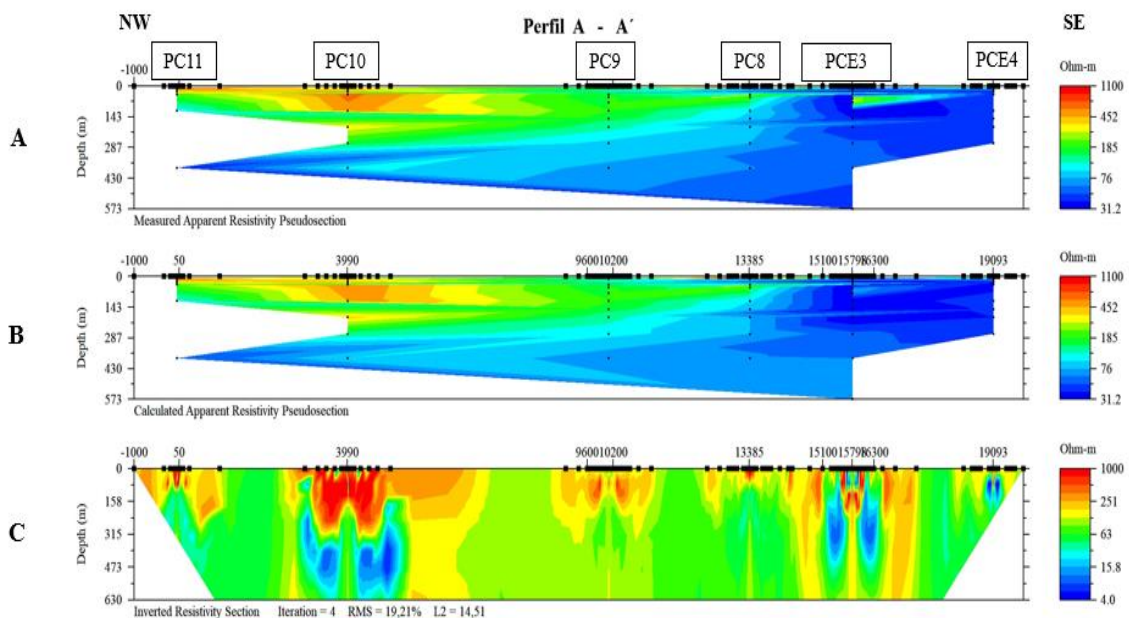 NW Perfil A - A´ SE
PC11 PC10 PC9 PC8 PCE3 PCE4
-1000
Ohm-m
A
Depth (m)
0
143
287
430
573
1100
452
185
76
31.2
Measured Apparent Resistivity Pseudosection
-1000 50 3990 960010200 13385 151001579816300 19093
Ohm-m
B
Depth (m)
0
143
287
430
573
1100
452
185
76
31.2
Calculated Apparent Resistivity Pseudosection
-1000 50 3990 960010200 13385 151001579816300 19093
Ohm-m
C
Depth (m)
0
158
315
473
630
1000
251
63
15.8
4.0
Inverted Resistivity Section Iteration = 4 RMS = 19,21% L2 = 14,51